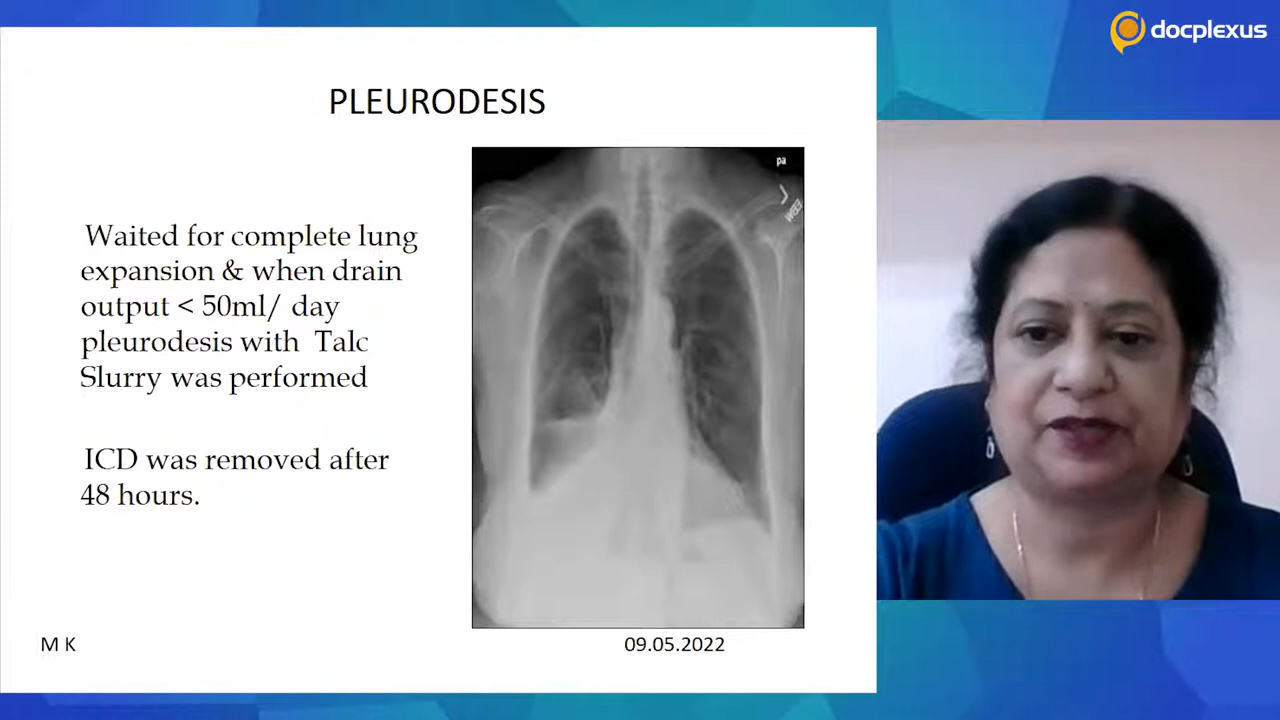 docplexus
PLEURODESIS
pa
L
Waited for complete lung
expansion & when drain
output < 50ml/ day
pleurodesis with Talc
Slurry was performed
ICD was removed after
48 hours.
M K
09.05.2022